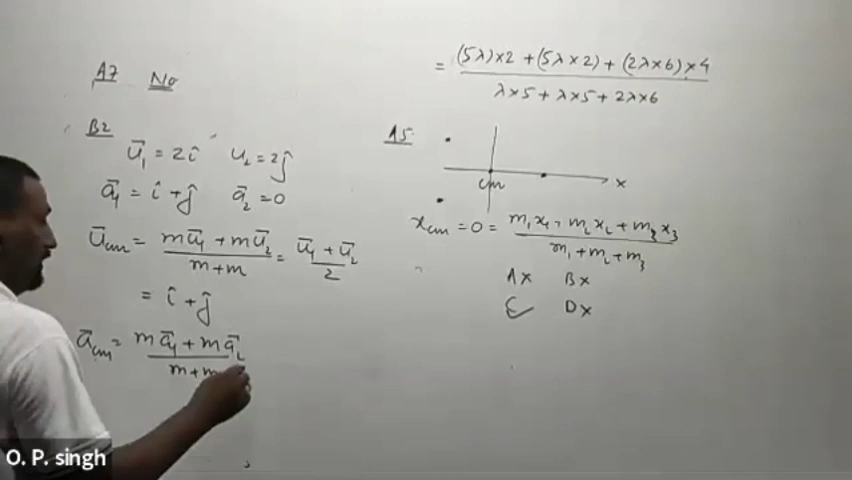 A7 No
B2
u⃗₁ = 2î u₂ = 2ĵ
a⃗₁ = î + ĵ a⃗₂ = 0
u⃗cm = (mu⃗₁ + mu⃗₂)/(m+m) = (u⃗₁ + u⃗₂)/2
= î + ĵ
a⃗cm = (ma⃗₁ + ma⃗₂)/(m+m
= ((5λ)×2 + (5λ×2) + (2λ×6)×4)/(λ×5 + λ×5 + 2λ×6)
A5
x
cm
xcm = 0 = (m₁x₁ + m₂x₂ + m₃x₃)/(m₁ + m₂ + m₃)
A× B×
D×
O. P. singh